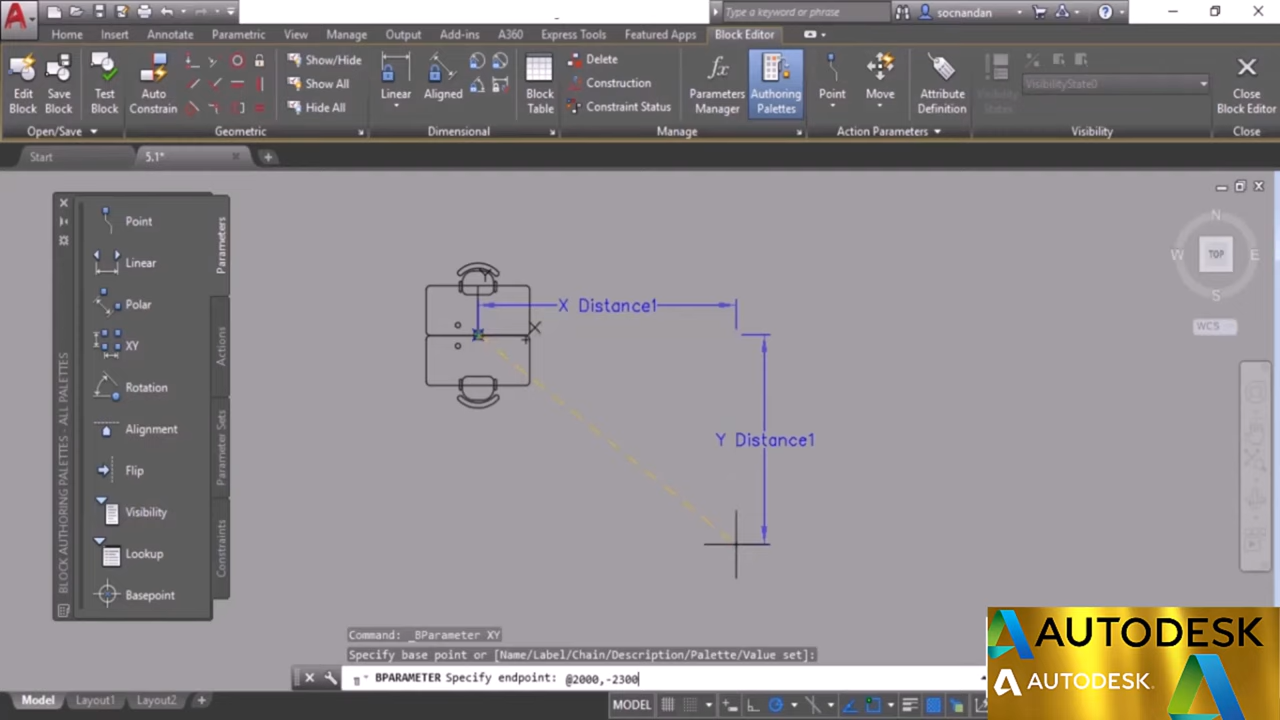 A
Type a keyword or phrase
socnandan
Home Insert Annotate Parametric View Manage Output Add-ins A360 Express Tools Featured Apps Block Editor
Edit Block
Save Block
Test Block
Auto Constrain
Show/Hide
Show All
Hide All
Linear
Aligned
Block Table
Delete
Construction
Constraint Status
Parameters Manager
Authoring Palettes
Point
Move
Attribute Definition
Visibility States
VisibilityState0
Close Block Editor
Open/Save Geometric Dimensional Manage Action Parameters Visibility Close
Start 5.1*
Point
Linear
Polar
XY
Rotation
Alignment
Flip
Visibility
Lookup
Basepoint
Parameters
Actions
Parameter Sets
Constraints
BLOCK AUTHORING PALETTES - ALL PALETTES
N
W TOP E
S
WCS
X Distance1
Y
X
Y Distance1
Command: _BParameter XY
Specify base point or [Name/Label/Chain/Description/Palette/Value set]:
BPARAMETER Specify endpoint: @2000,-2300
Model Layout1 Layout2 MODEL
AUTODESK
AUTODESK.